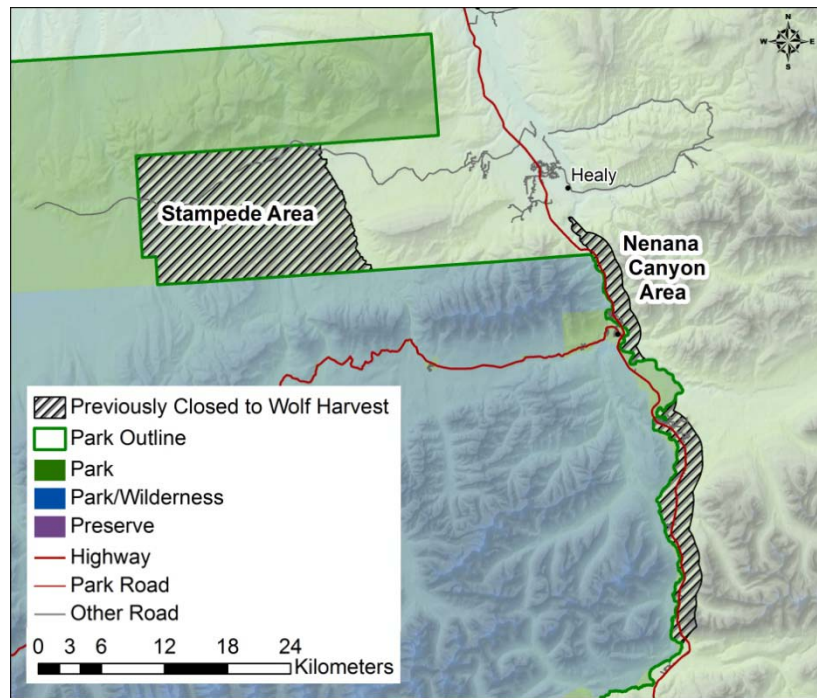 N
W E
S
Healy
Stampede Area
Nenana
Canyon
Area
Previously Closed to Wolf Harvest
Park Outline
Park
Park/Wilderness
Preserve
Highway
Park Road
Other Road
0 3 6 12 18 24
Kilometers